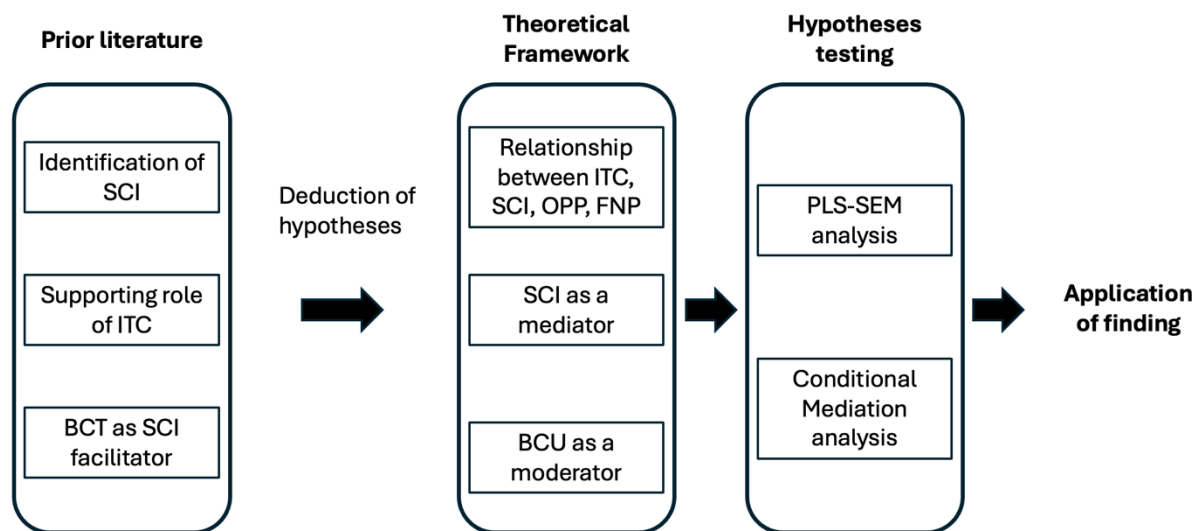 Prior literature
Identification of
SCI
Supporting role
of ITC
BCT as SCI
facilitator
Deduction of
hypotheses
Theoretical
Framework
Relationship
between ITC,
SCI, OPP, FNP
SCI as a
mediator
BCU as a
moderator
Hypotheses
testing
PLS-SEM
analysis
Conditional
Mediation
analysis
Application
of finding